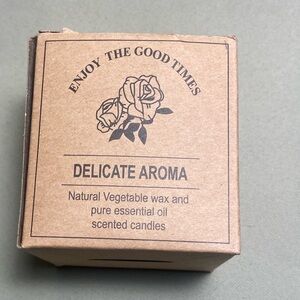 ENJOY THE GOOD TIMES
DELICATE AROMA
Natural Vegetable wax and
pure essential oil
scented candles